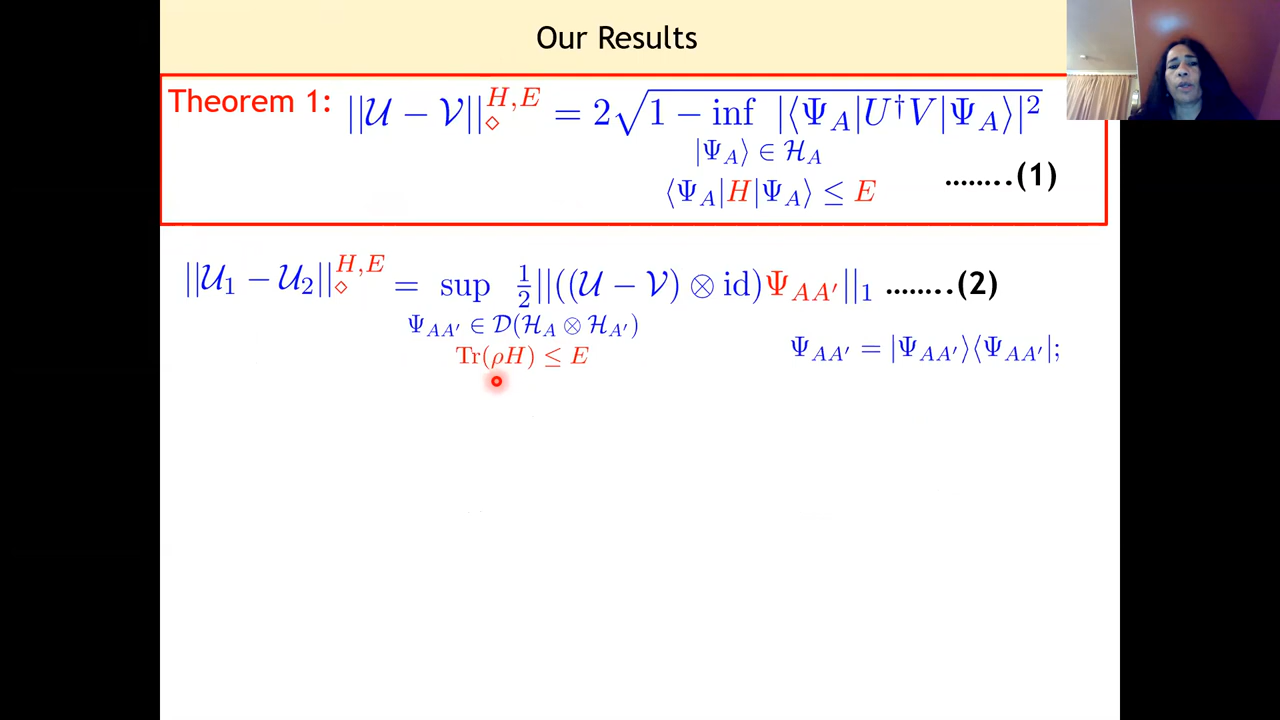 Our Results
Theorem 1: ||𝒰 − 𝒱||⋄^{H,E} = 2√(1 − inf |⟨Ψ_A|U†V|Ψ_A⟩|²)
|Ψ_A⟩ ∈ ℋ_A
⟨Ψ_A|H|Ψ_A⟩ ≤ E ........(1)
||𝒰₁ − 𝒰₂||⋄^{H,E} = sup ½||((𝒰 − 𝒱) ⊗ id)Ψ_{AA′}||₁ ........(2)
Ψ_{AA′} ∈ 𝒟(ℋ_A ⊗ ℋ_{A′})
Tr(ρH) ≤ E
Ψ_{AA′} = |Ψ_{AA′}⟩⟨Ψ_{AA′}|;